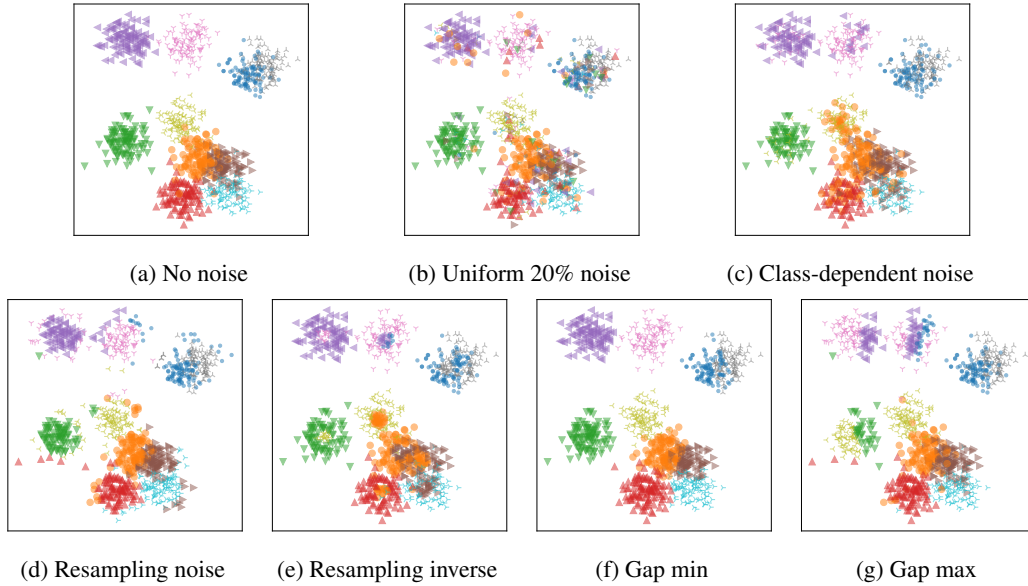 (a) No noise
(b) Uniform 20% noise
(c) Class-dependent noise
(d) Resampling noise
(e) Resampling inverse
(f) Gap min
(g) Gap max